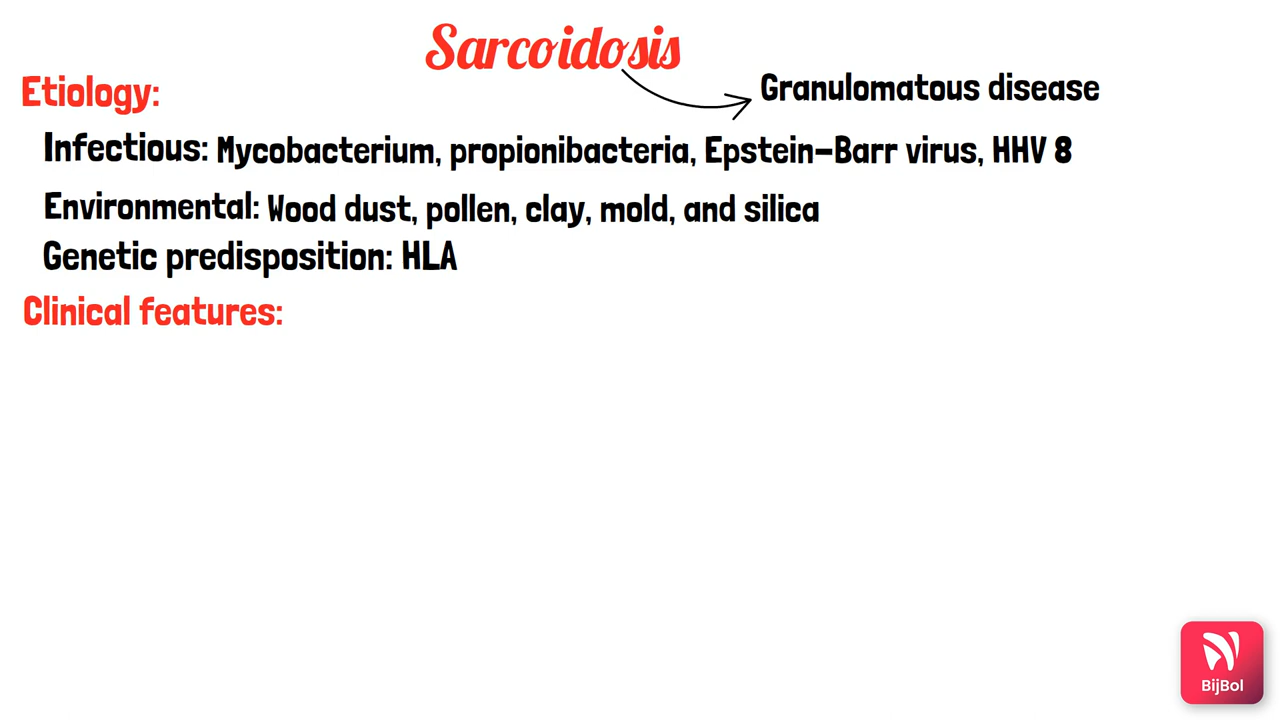 Sarcoidosis
Granulomatous disease
Etiology:
Infectious: Mycobacterium, propionibacteria, Epstein-Barr virus, HHV 8
Environmental: Wood dust, pollen, clay, mold, and silica
Genetic predisposition: HLA
Clinical features:
BijBol